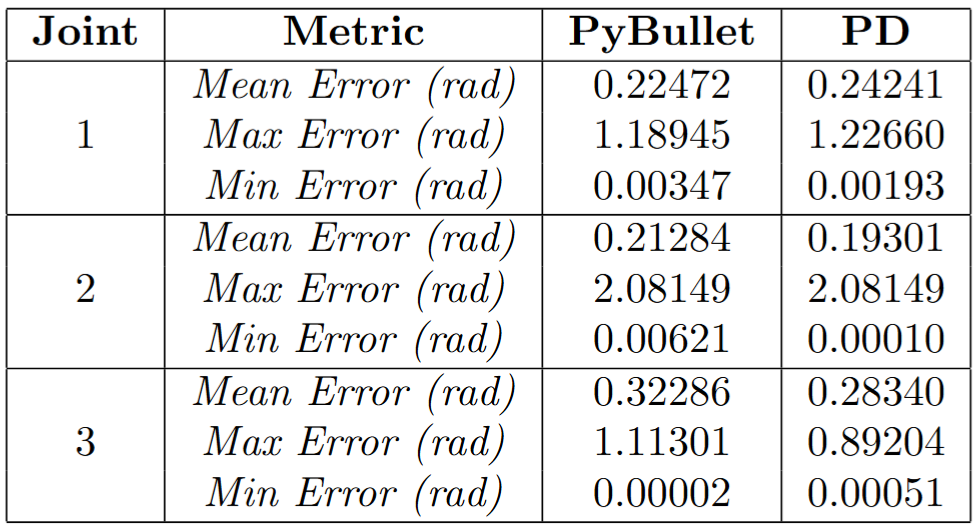 Joint Metric PyBullet PD
Mean Error (rad) 0.22472 0.24241
1 Max Error (rad) 1.18945 1.22660
Min Error (rad) 0.00347 0.00193
Mean Error (rad) 0.21284 0.19301
2 Max Error (rad) 2.08149 2.08149
Min Error (rad) 0.00621 0.00010
Mean Error (rad) 0.32286 0.28340
3 Max Error (rad) 1.11301 0.89204
Min Error (rad) 0.00002 0.00051